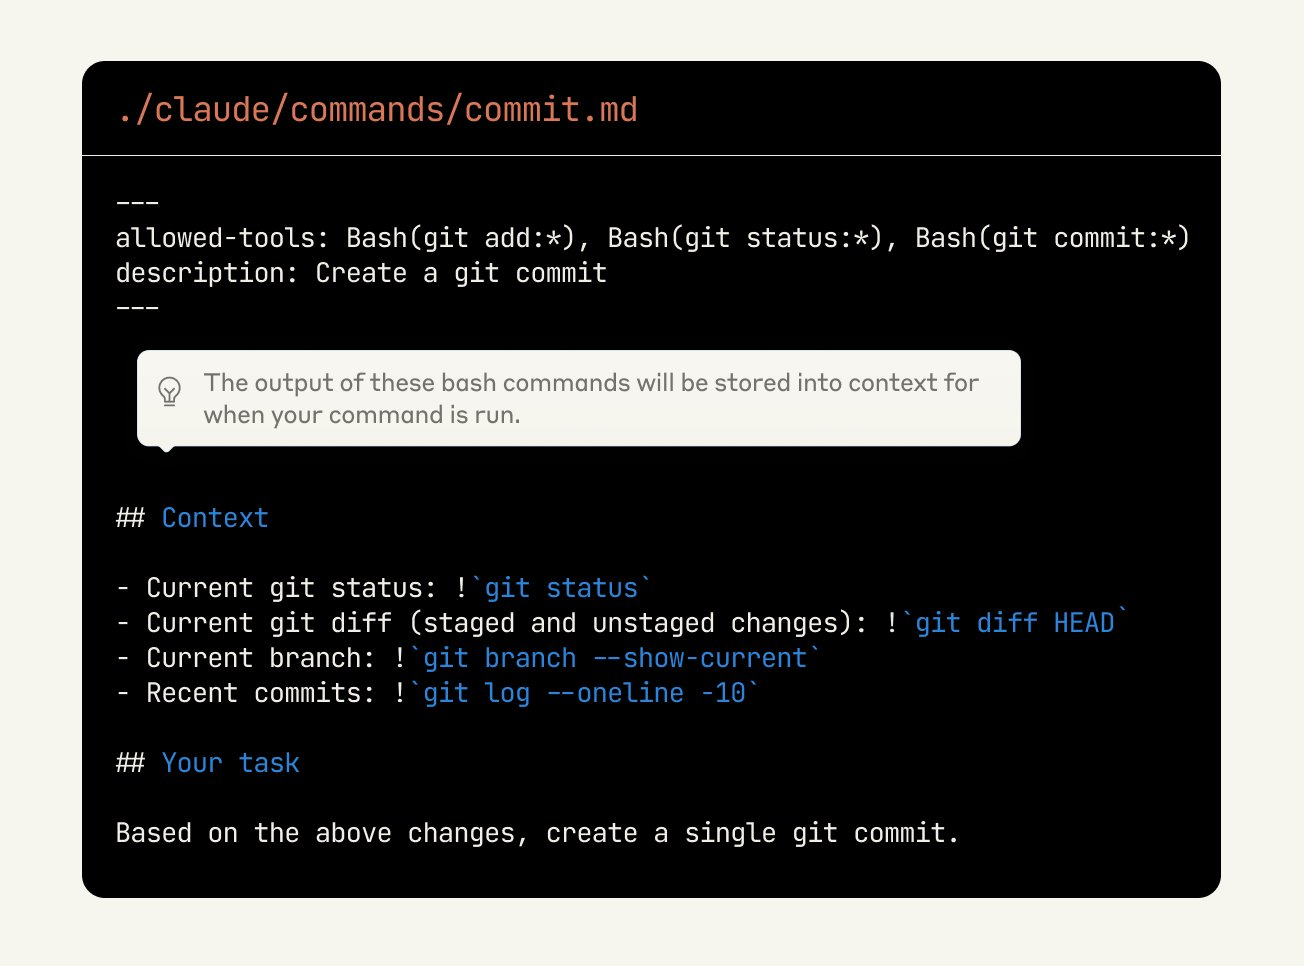 ./claude/commands/commit.md
---
allowed-tools: Bash(git add:*), Bash(git status:*), Bash(git commit:*)
description: Create a git commit
---
The output of these bash commands will be stored into context for
when your command is run.
## Context
- Current git status: !`git status`
- Current git diff (staged and unstaged changes): !`git diff HEAD`
- Current branch: !`git branch --show-current`
- Recent commits: !`git log --oneline -10`
## Your task
Based on the above changes, create a single git commit.